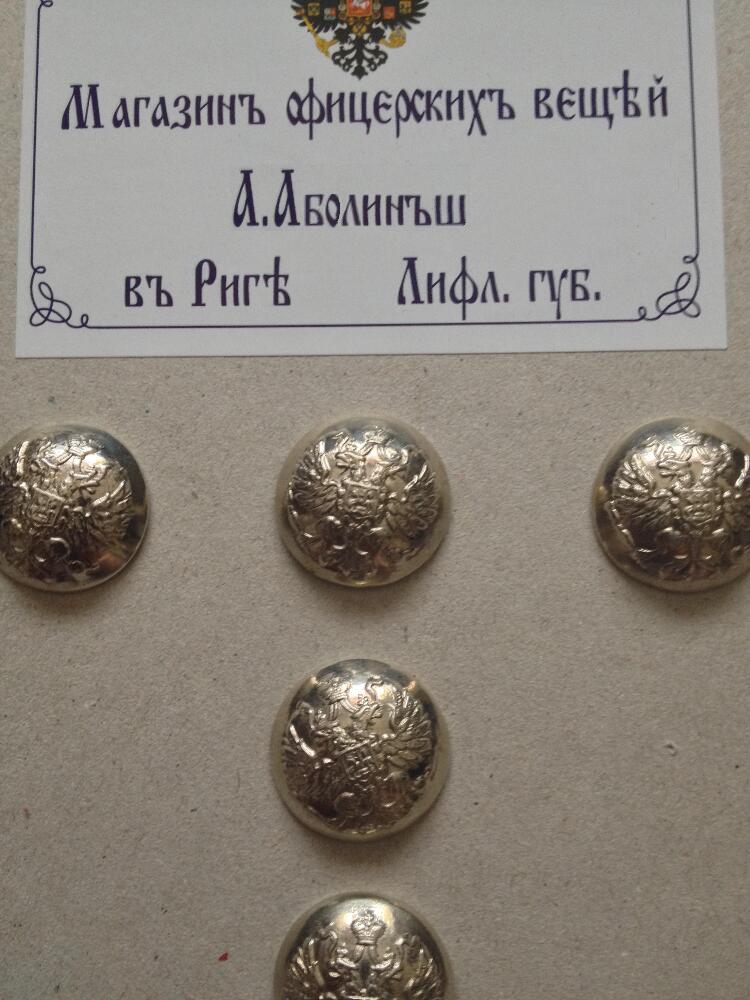 Магазинъ офицерскихъ вещѣй
А.Аболинъш
въ Ригѣ Лифл. губ.